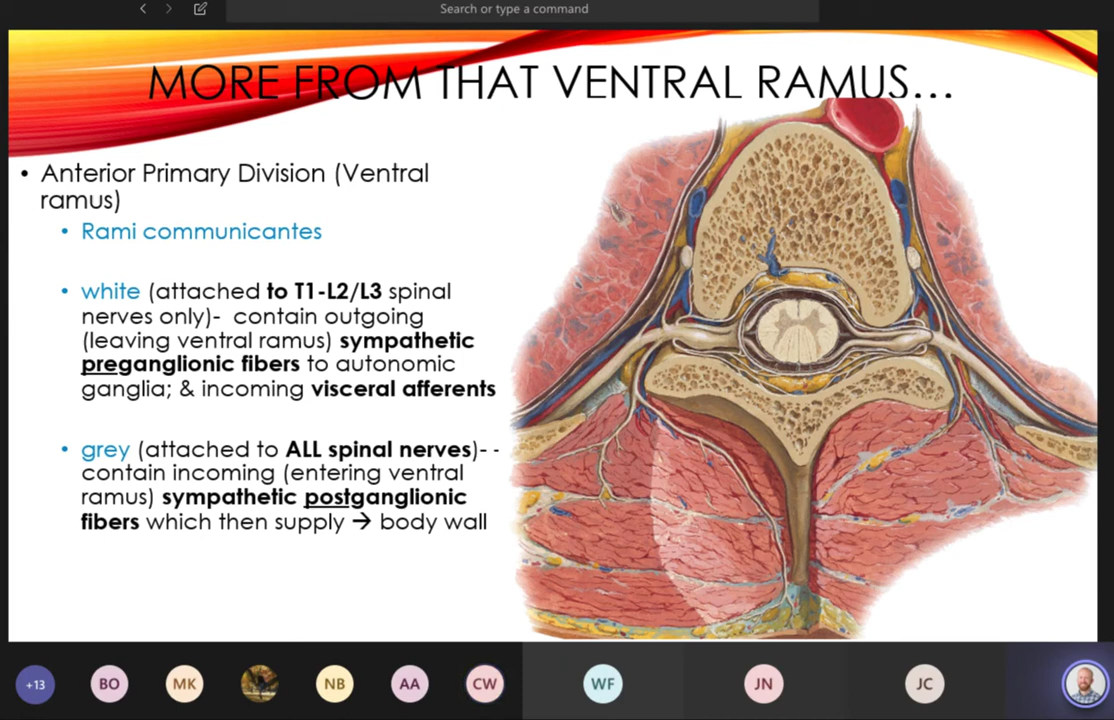 Search or type a command
MORE FROM THAT VENTRAL RAMUS...
• Anterior Primary Division (Ventral
ramus)
• Rami communicantes
• white (attached to T1-L2/L3 spinal
nerves only)- contain outgoing
(leaving ventral ramus) sympathetic
preganglionic fibers to autonomic
ganglia; & incoming visceral afferents
• grey (attached to ALL spinal nerves)- -
contain incoming (entering ventral
ramus) sympathetic postganglionic
fibers which then supply → body wall
+13 BO MK NB AA CW WF JN JC